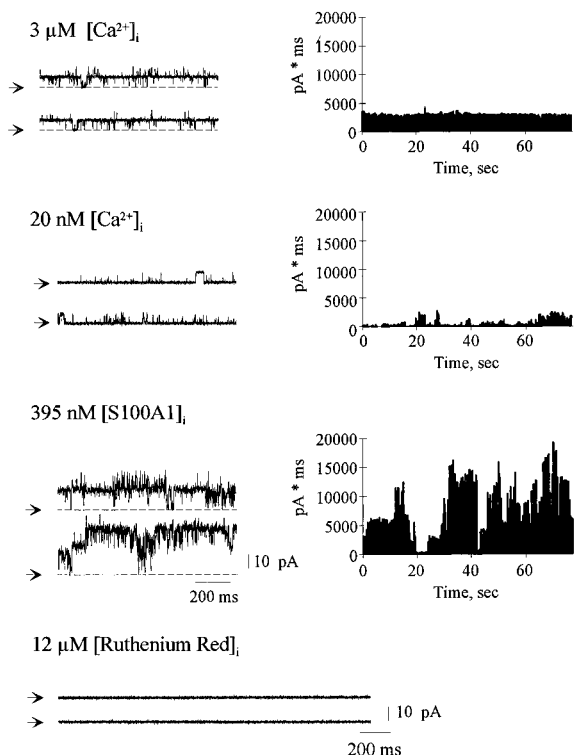 3 µM [Ca²⁺]ᵢ
20000
15000
10000
5000
0
pA * ms
0 20 40 60
Time, sec
20 nM [Ca²⁺]ᵢ
20000
15000
10000
5000
0
pA * ms
0 20 40 60
Time, sec
395 nM [S100A1]ᵢ
20000
15000
10000
5000
0
pA * ms
0 20 40 60
Time, sec
10 pA
200 ms
12 µM [Ruthenium Red]ᵢ
10 pA
200 ms